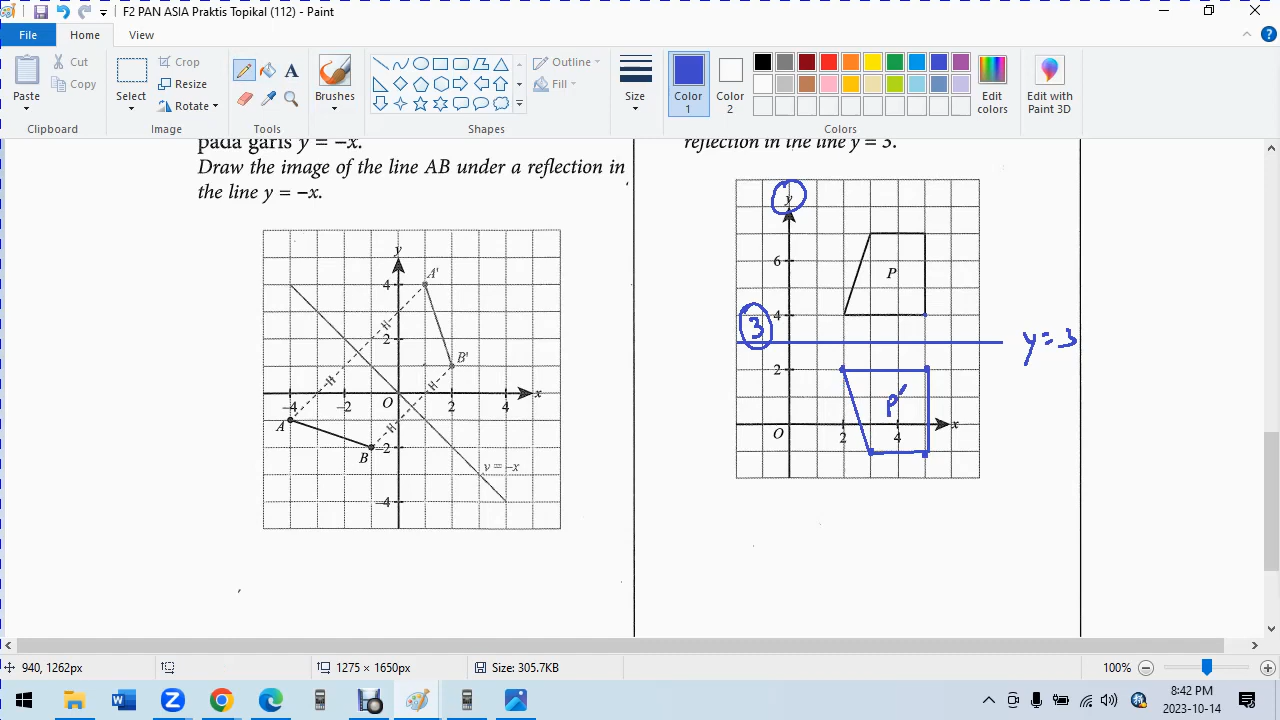 F2 PAN ASIA Praktis Topikal (112) - Paint
File
Home
View
Paste
Cut
Copy
Clipboard
Select
Crop
Resize
Rotate
Image
Tools
Brushes
Shapes
Outline
Fill
Size
Color 1
Color 2
Colors
Edit colors
Edit with Paint 3D
pada garis y = −x.
Draw the image of the line AB under a reflection in
the line y = −x.
y
A'
4
2
B'
−4
−2
O
2
4
x
A
B
−2
y = −x
−4
reflection in the line y = 3.
y
6
P
4
3
y = 3
2
P'
O
2
4
x
940, 1262px
1275 × 1650px
Size: 305.7KB
100%
8:42 PM
2023-10-14